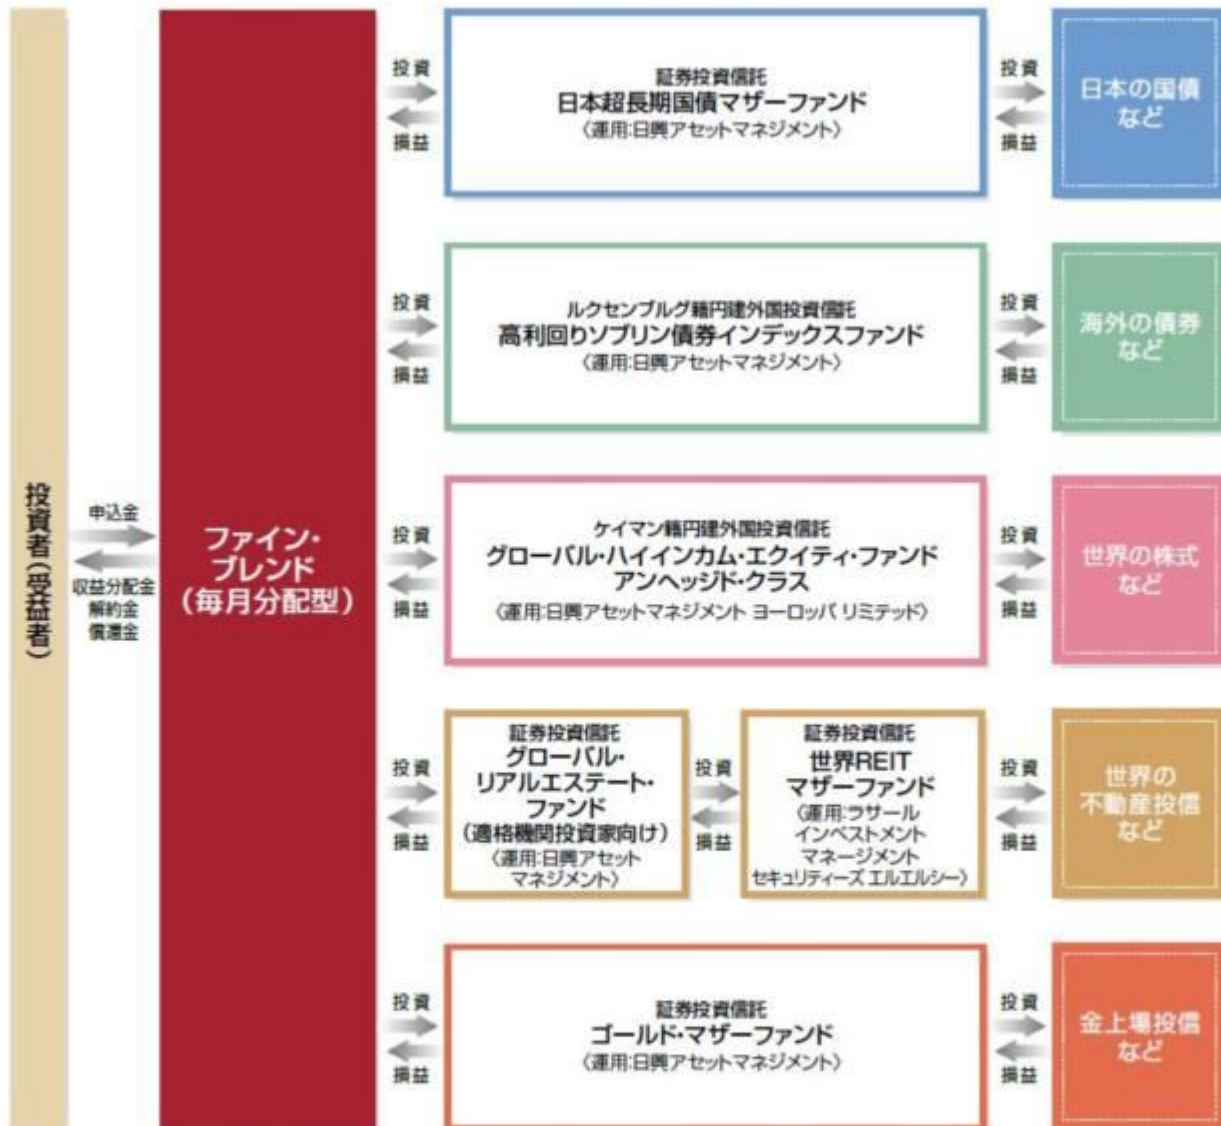 投資者(受益者)
申込金
収益分配金
解約金
償還金
ファイン・
ブレンド
(毎月分配型)
投資
損益
証券投資信託
日本超長期国債マザーファンド
〈運用:日興アセットマネジメント〉
投資
損益
日本の国債
など
投資
損益
ルクセンブルグ籍円建外国投資信託
高利回りソブリン債券インデックスファンド
〈運用:日興アセットマネジメント〉
投資
損益
海外の債券
など
投資
損益
ケイマン籍円建外国投資信託
グローバル・ハイインカム・エクイティ・ファンド
アンヘッジド・クラス
〈運用:日興アセットマネジメント ヨーロッパ リミテッド〉
投資
損益
世界の株式
など
投資
損益
証券投資信託
グローバル・
リアルエステート・
ファンド
(適格機関投資家向け)
〈運用:日興アセット
マネジメント〉
投資
損益
証券投資信託
世界REIT
マザーファンド
〈運用:ラサール
インベストメント
マネージメント
セキュリティーズ エルエルシー〉
投資
損益
世界の
不動産投信
など
投資
損益
証券投資信託
ゴールド・マザーファンド
〈運用:日興アセットマネジメント〉
投資
損益
金上場投信
など